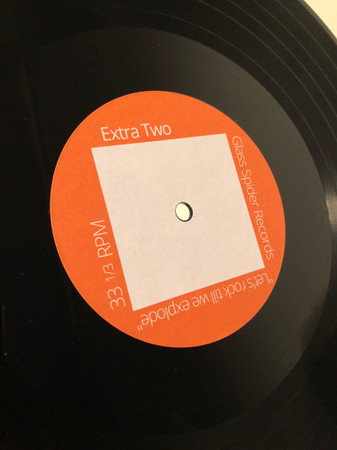 Extra Two
Glass Spider Records
"Let's rock till we explode"
33 1/3 RPM